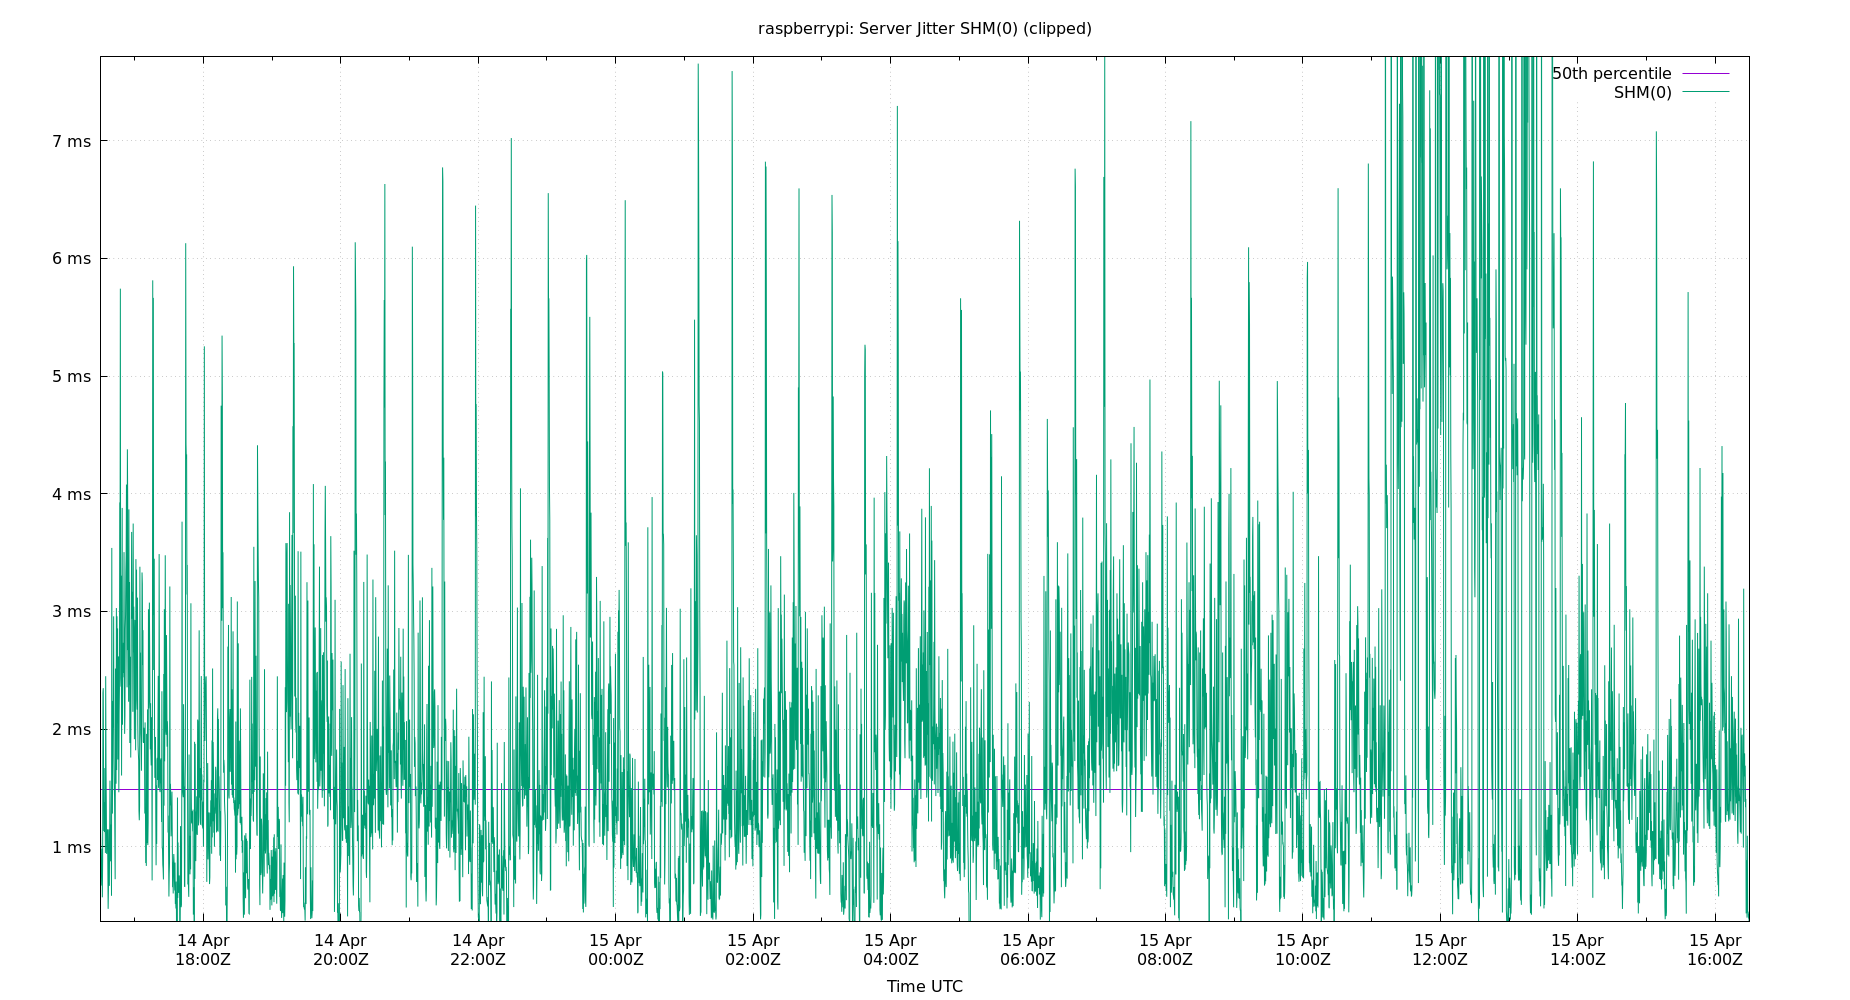 raspberrypi: Server Jitter SHM(0) (clipped)
50th percentile
SHM(0)
7 ms
6 ms
5 ms
4 ms
3 ms
2 ms
1 ms
14 Apr 14 Apr 14 Apr 15 Apr 15 Apr 15 Apr 15 Apr 15 Apr 15 Apr 15 Apr 15 Apr 15 Apr
18:00Z 20:00Z 22:00Z 00:00Z 02:00Z 04:00Z 06:00Z 08:00Z 10:00Z 12:00Z 14:00Z 16:00Z
Time UTC